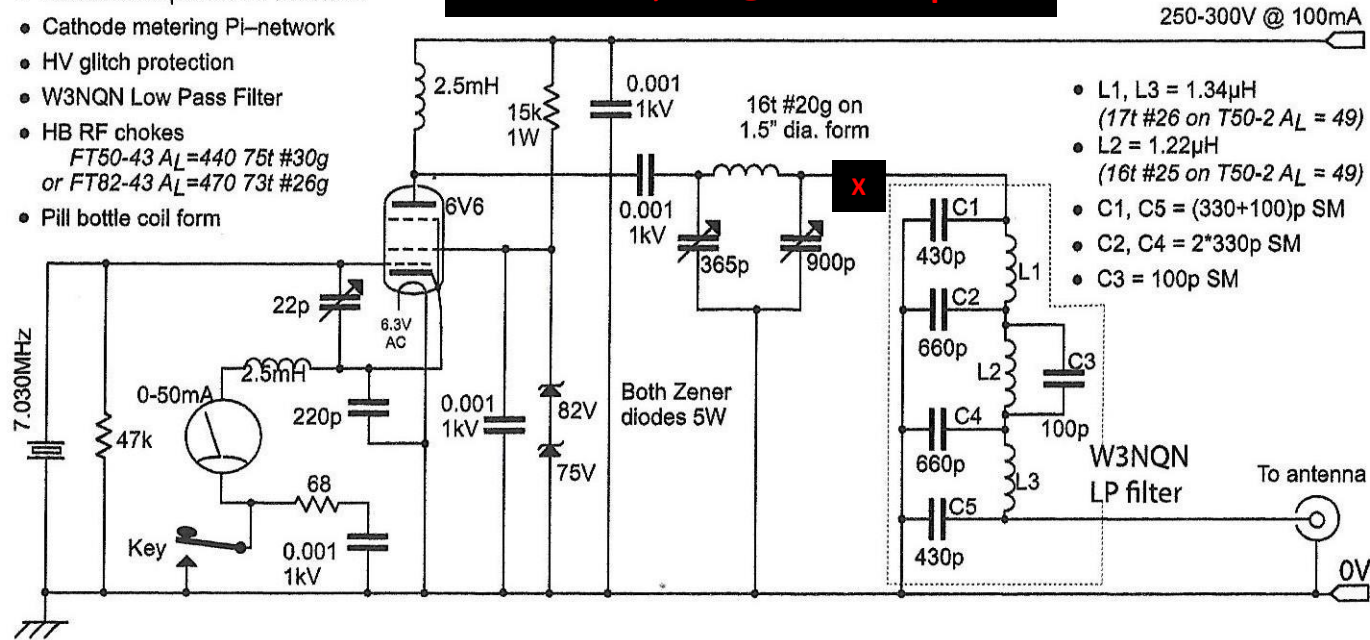 250-300V @ 100mA
• Cathode metering Pi–network
• HV glitch protection
• W3NQN Low Pass Filter
• HB RF chokes
FT50-43 AL=440 75t #30g
or FT82-43 AL=470 73t #26g
• Pill bottle coil form
2.5mH
15k
1W
0.001
1kV
16t #20g on
1.5" dia. form
• L1, L3 = 1.34µH
(17t #26 on T50-2 AL = 49)
• L2 = 1.22µH
(16t #25 on T50-2 AL = 49)
• C1, C5 = (330+100)p SM
• C2, C4 = 2*330p SM
• C3 = 100p SM
6V6
0.001
1kV
X
365p
900p
C1
430p
L1
C2
660p
L2
C3
100p
C4
660p
L3
C5
430p
W3NQN
LP filter
To antenna
22p
6.3V
AC
2.5mH
0-50mA
220p
0.001
1kV
82V
75V
Both Zener
diodes 5W
7.030MHz
47k
68
Key
0.001
1kV
0V